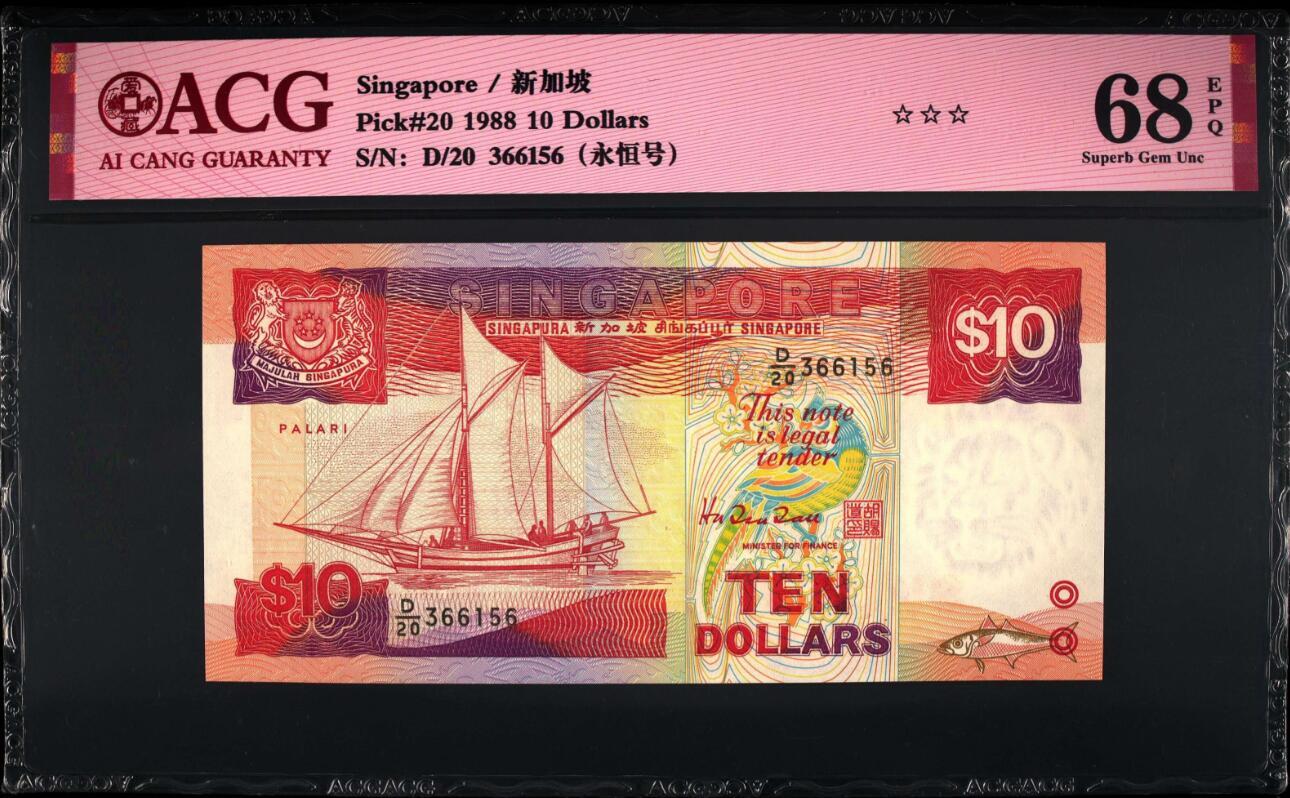 ACG
AI CANG GUARANTY
Singapore / 新加坡
Pick#20 1988 10 Dollars
S/N: D/20 366156 (永恒号)
☆☆☆
68 EPQ
Superb Gem Unc
SINGAPORE
SINGAPURA 新加坡 சிங்கப்பூர் SINGAPORE
MAJULAH SINGAPURA
$10
D/20 366156
PALARI
This note
is legal
tender
MINISTER FOR FINANCE
TEN
DOLLARS
$10
D/20 366156